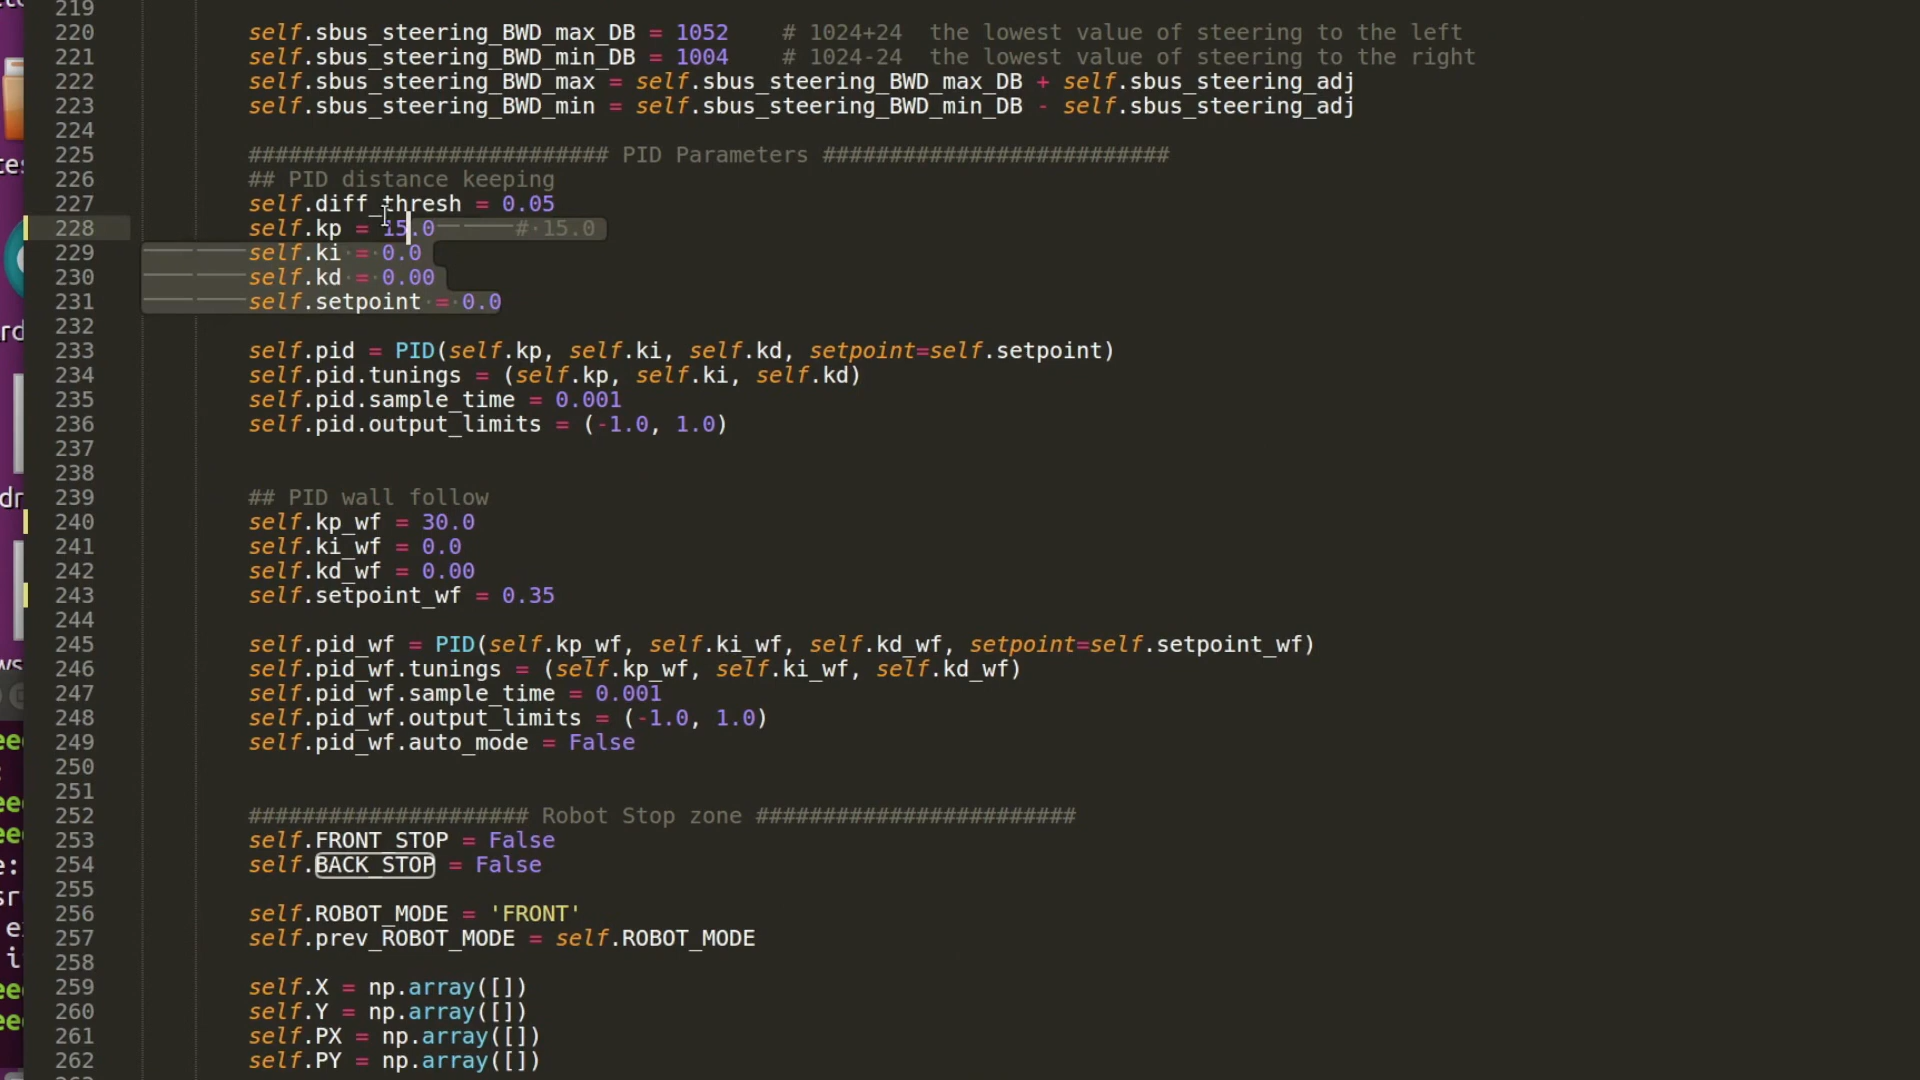 219
220 self.sbus_steering_BWD_max_DB = 1052 # 1024+24 the lowest value of steering to the left
221 self.sbus_steering_BWD_min_DB = 1004 # 1024-24 the lowest value of steering to the right
222 self.sbus_steering_BWD_max = self.sbus_steering_BWD_max_DB + self.sbus_steering_adj
223 self.sbus_steering_BWD_min = self.sbus_steering_BWD_min_DB - self.sbus_steering_adj
224
225 ########################### PID Parameters ##########################
226 ## PID distance keeping
227 self.diff_thresh = 0.05
228 self.kp = 15.0 # 15.0
229 self.ki = 0.0
230 self.kd = 0.00
231 self.setpoint = 0.0
232
233 self.pid = PID(self.kp, self.ki, self.kd, setpoint=self.setpoint)
234 self.pid.tunings = (self.kp, self.ki, self.kd)
235 self.pid.sample_time = 0.001
236 self.pid.output_limits = (-1.0, 1.0)
237
238
239 ## PID wall follow
240 self.kp_wf = 30.0
241 self.ki_wf = 0.0
242 self.kd_wf = 0.00
243 self.setpoint_wf = 0.35
244
245 self.pid_wf = PID(self.kp_wf, self.ki_wf, self.kd_wf, setpoint=self.setpoint_wf)
246 self.pid_wf.tunings = (self.kp_wf, self.ki_wf, self.kd_wf)
247 self.pid_wf.sample_time = 0.001
248 self.pid_wf.output_limits = (-1.0, 1.0)
249 self.pid_wf.auto_mode = False
250
251
252 ##################### Robot Stop zone ########################
253 self.FRONT_STOP = False
254 self.BACK_STOP = False
255
256 self.ROBOT_MODE = 'FRONT'
257 self.prev_ROBOT_MODE = self.ROBOT_MODE
258
259 self.X = np.array([])
260 self.Y = np.array([])
261 self.PX = np.array([])
262 self.PY = np.array([])